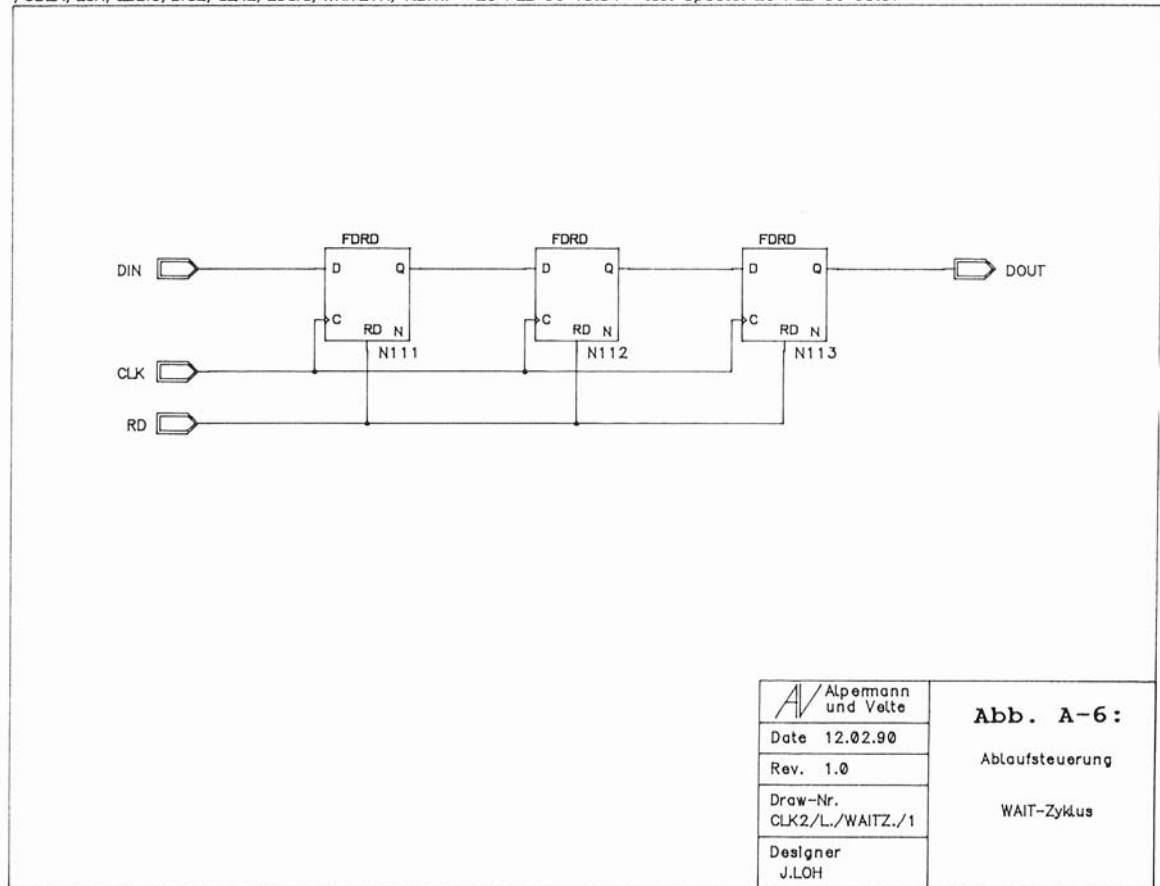 FDRD
FDRD
FDRD
DIN
D
Q
D
Q
D
Q
DOUT
C
C
C
RD N
RD N
RD N
N111
N112
N113
CLK
RD
AV Alpermann
und Velte
Date 12.02.90
Rev. 1.0
Draw-Nr.
CLK2/L./WAITZ./1
Designer
J.LOH
Abb. A-6:
Ablaufsteuerung
WAIT-Zyklus